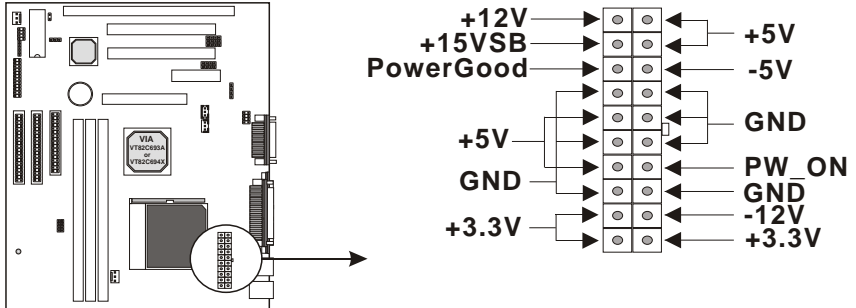 VIA
VT82C693A
or
VT82C694X
+12V
+15VSB
PowerGood
+5V
GND
+3.3V
+5V
-5V
GND
PW_ON
GND
-12V
+3.3V